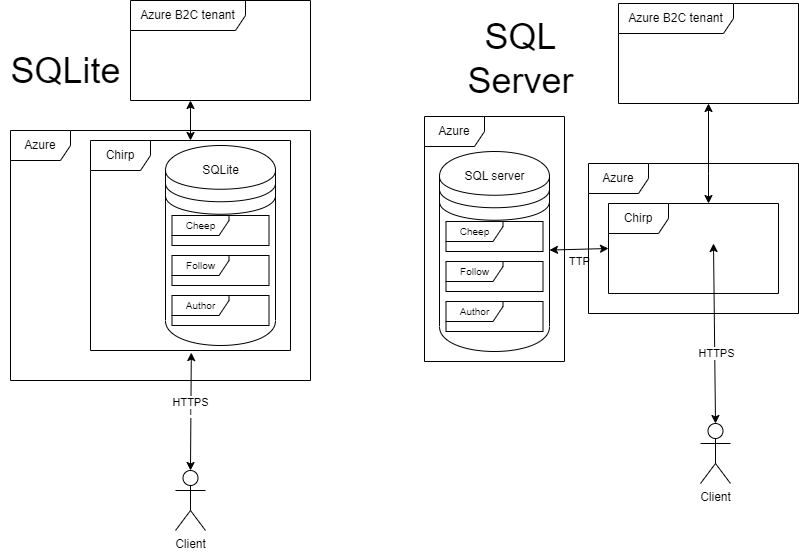 SQLite
Azure B2C tenant
Azure
Chirp
SQLite
Cheep
Follow
Author
HTTPS
Client
SQL
Server
Azure B2C tenant
Azure
SQL server
Cheep
Follow
Author
TTP
Azure
Chirp
HTTPS
Client